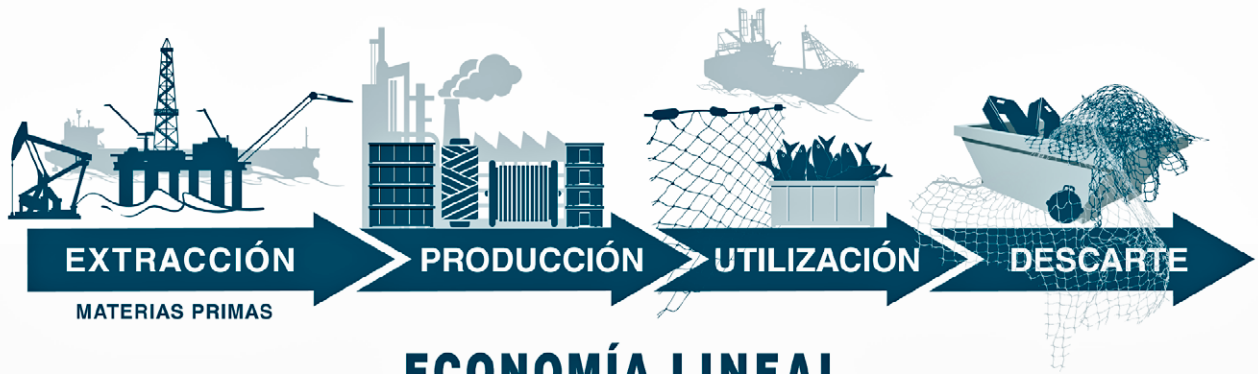 EXTRACCIÓN
PRODUCCIÓN
UTILIZACIÓN
DESCARTE
MATERIAS PRIMAS
ECONOMÍA LINEAL